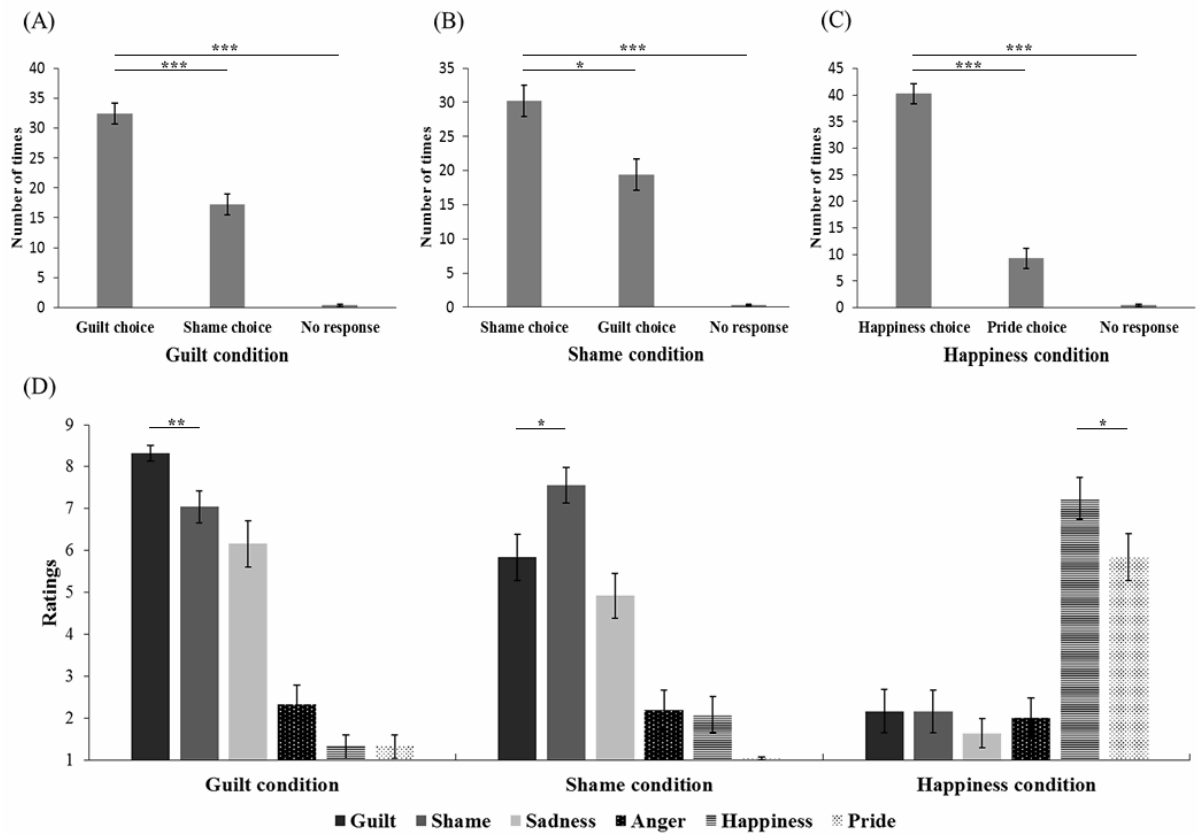 (A)
***
***
Number of times
40
35
30
25
20
15
10
5
0
Guilt choice Shame choice No response
Guilt condition
(B)
***
*
Number of times
35
30
25
20
15
10
5
0
Shame choice Guilt choice No response
Shame condition
(C)
***
***
Number of times
45
40
35
30
25
20
15
10
5
0
Happiness choice Pride choice No response
Happiness condition
(D)
** * *
Ratings
9
8
7
6
5
4
3
2
1
Guilt condition Shame condition Happiness condition
Guilt Shame Sadness Anger Happiness Pride